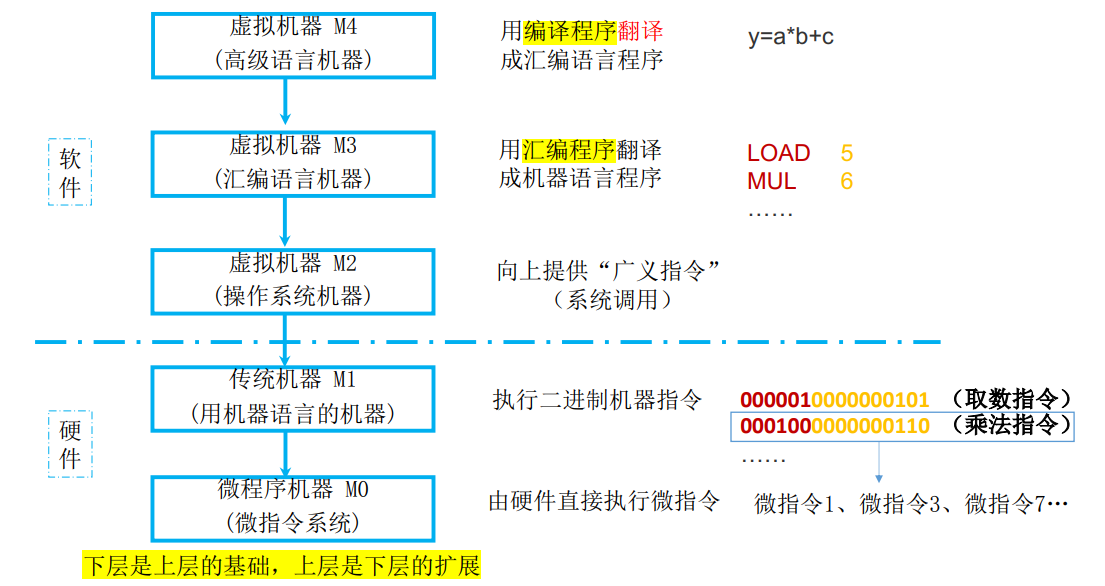 虚拟机器 M4
(高级语言机器)
用编译程序翻译
成汇编语言程序
y=a*b+c
软件
虚拟机器 M3
(汇编语言机器)
用汇编程序翻译
成机器语言程序
LOAD 5
MUL 6
……
虚拟机器 M2
(操作系统机器)
向上提供“广义指令”
（系统调用）
硬件
传统机器 M1
(用机器语言的机器)
执行二进制机器指令
0000010000000101 （取数指令）
0001000000000110 （乘法指令）
……
微程序机器 M0
(微指令系统)
由硬件直接执行微指令
微指令1、微指令3、微指令7…
下层是上层的基础，上层是下层的扩展